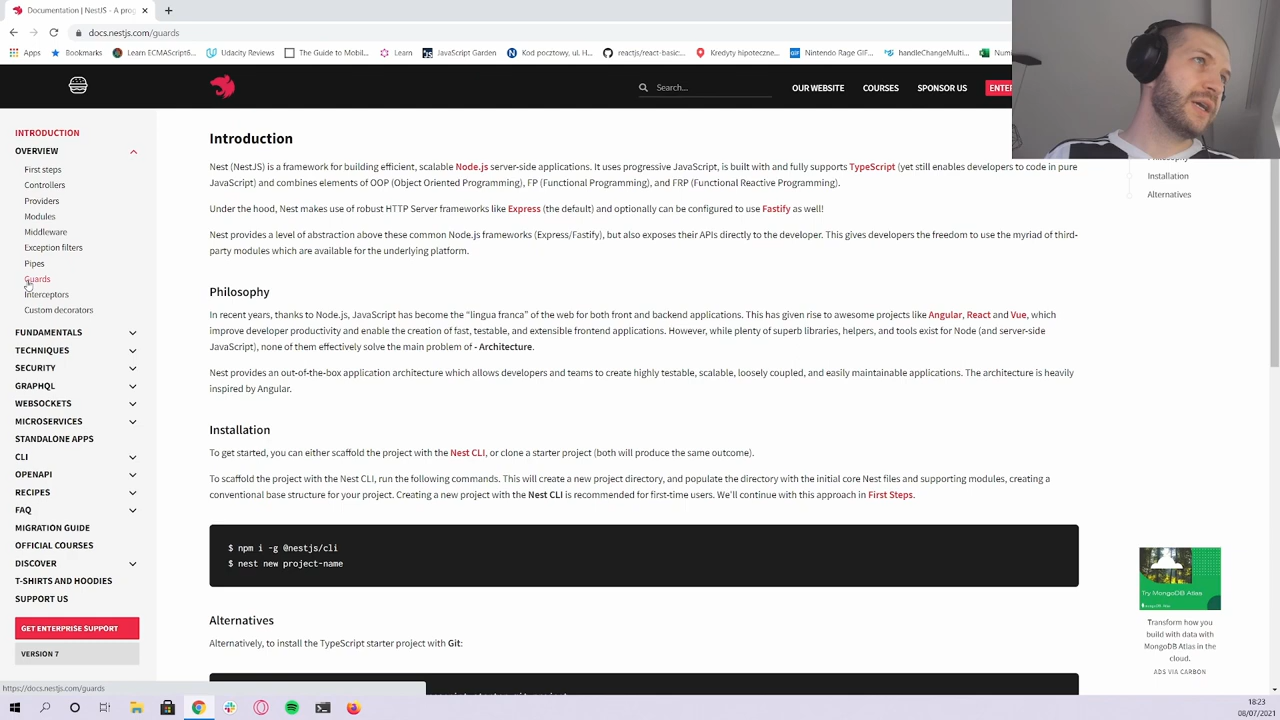 Documentation | NestJS - A prog
docs.nestjs.com/guards
Apps
Bookmarks
Learn ECMAScript6...
Udacity Reviews
The Guide to Mobil...
Learn
JavaScript Garden
Kod pocztowy, ul. H...
reactjs/react-basic...
Kredyty hipoteczne...
Nintendo Rage GIF...
handleChangeMulti...
Search...
OUR WEBSITE
COURSES
SPONSOR US
INTRODUCTION
OVERVIEW
First steps
Controllers
Providers
Modules
Middleware
Exception filters
Pipes
Guards
Interceptors
Custom decorators
FUNDAMENTALS
TECHNIQUES
SECURITY
GRAPHQL
WEBSOCKETS
MICROSERVICES
STANDALONE APPS
CLI
OPENAPI
RECIPES
FAQ
MIGRATION GUIDE
OFFICIAL COURSES
DISCOVER
T-SHIRTS AND HOODIES
SUPPORT US
GET ENTERPRISE SUPPORT
VERSION 7
https://docs.nestjs.com/guards
Introduction
Nest (NestJS) is a framework for building efficient, scalable Node.js server-side applications. It uses progressive JavaScript, is built with and fully supports TypeScript (yet still enables developers to code in pure
JavaScript) and combines elements of OOP (Object Oriented Programming), FP (Functional Programming), and FRP (Functional Reactive Programming).
Under the hood, Nest makes use of robust HTTP Server frameworks like Express (the default) and optionally can be configured to use Fastify as well!
Nest provides a level of abstraction above these common Node.js frameworks (Express/Fastify), but also exposes their APIs directly to the developer. This gives developers the freedom to use the myriad of third-
party modules which are available for the underlying platform.
Philosophy
In recent years, thanks to Node.js, JavaScript has become the “lingua franca” of the web for both front and backend applications. This has given rise to awesome projects like Angular, React and Vue, which
improve developer productivity and enable the creation of fast, testable, and extensible frontend applications. However, while plenty of superb libraries, helpers, and tools exist for Node (and server-side
JavaScript), none of them effectively solve the main problem of - Architecture.
Nest provides an out-of-the-box application architecture which allows developers and teams to create highly testable, scalable, loosely coupled, and easily maintainable applications. The architecture is heavily
inspired by Angular.
Installation
To get started, you can either scaffold the project with the Nest CLI, or clone a starter project (both will produce the same outcome).
To scaffold the project with the Nest CLI, run the following commands. This will create a new project directory, and populate the directory with the initial core Nest files and supporting modules, creating a
conventional base structure for your project. Creating a new project with the Nest CLI is recommended for first-time users. We'll continue with this approach in First Steps.
$ npm i -g @nestjs/cli
$ nest new project-name
Alternatives
Alternatively, to install the TypeScript starter project with Git:
Installation
Alternatives
Try MongoDB Atlas
Transform how you
build with data with
MongoDB Atlas in the
cloud.
ADS VIA CARBON
18:23
08/07/2021